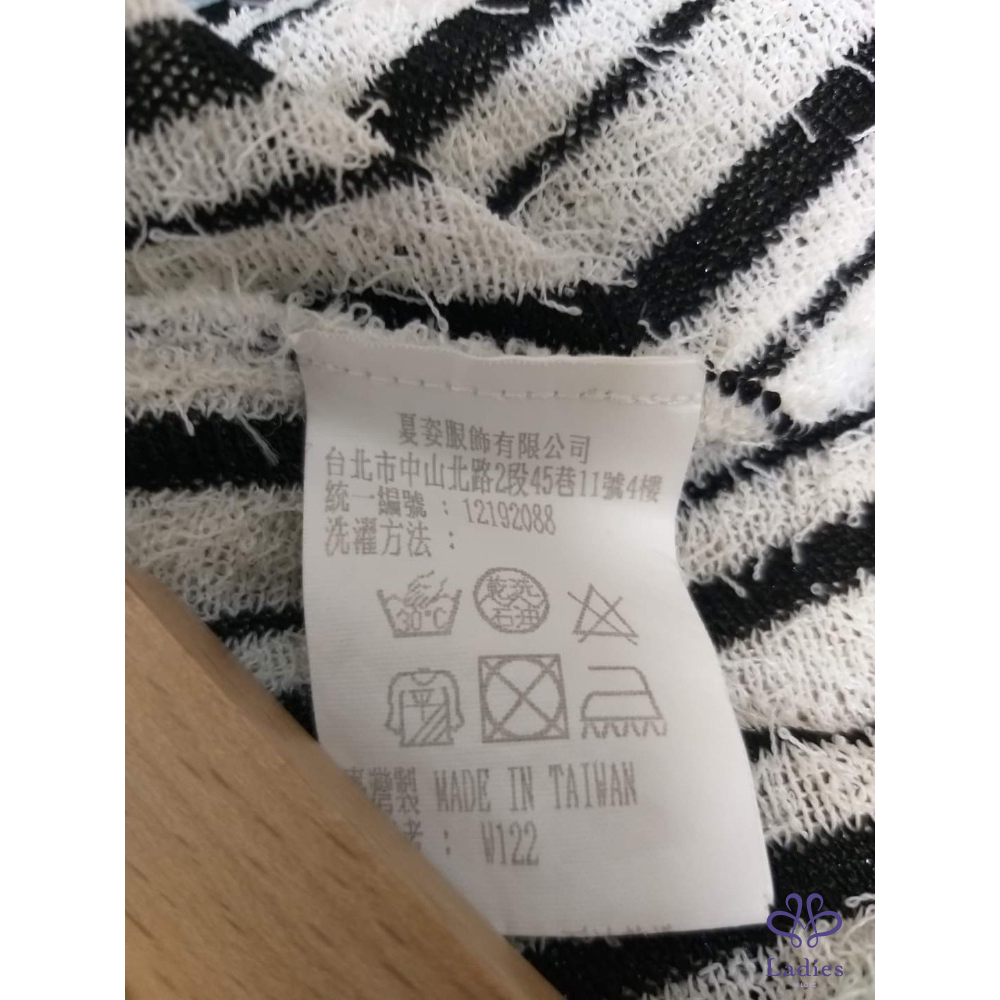 夏姿服飾有限公司
台北市中山北路2段45巷11號4樓
統一編號：12192088
洗濯方法：
30°C
乾洗
石油
平
臺灣製 MADE IN TAIWAN
考：W122
Ladies